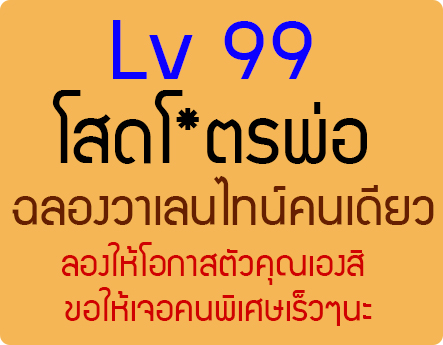 Lv 99
โสดโ*ตรพ่อ
ฉลองวาเลนไทน์คนเดียว
ลองให้โอกาสตัวคุณเองสิ
ขอให้เจอคนพิเศษเร็วๆนะ